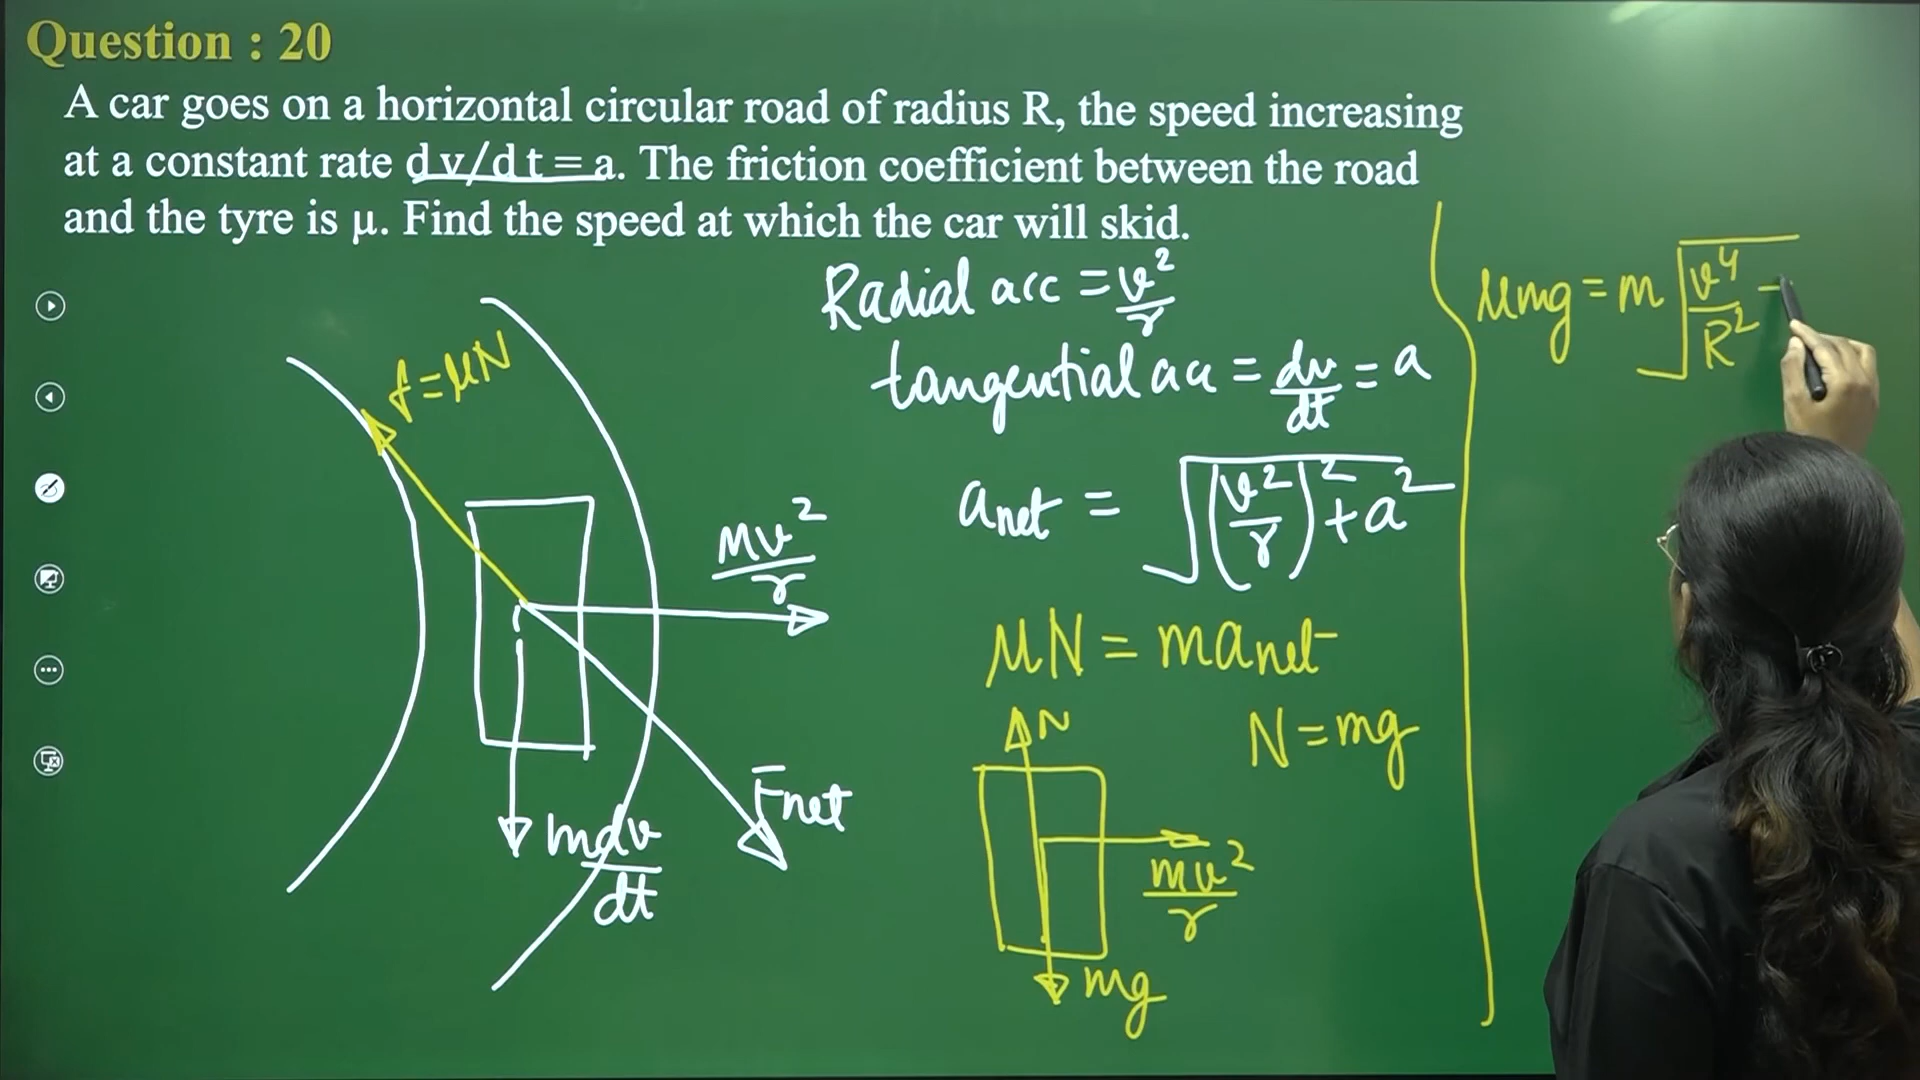 Question : 20
A car goes on a horizontal circular road of radius R, the speed increasing
at a constant rate dv/dt = a. The friction coefficient between the road
and the tyre is μ. Find the speed at which the car will skid.
Radial acc = v²/r
tangential acc = dv/dt = a
anet = √((v²/r)² + a²)
μN = manet
N = mg
N
mv²/r
mg
f = μN
Mv²/r
Fnet
mdv/dt
μmg = m√(v⁴/R² -